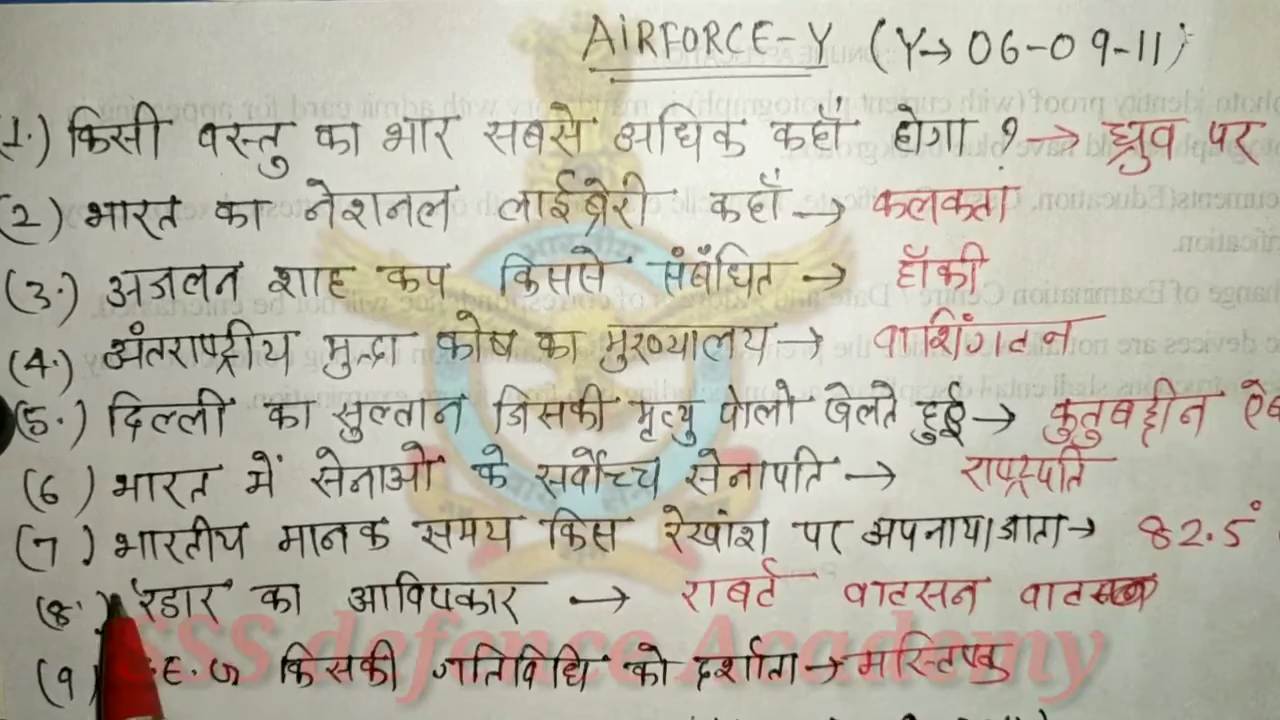 AiRFORCE-Y (Y→ 06-09-11)
(1.) किसी वस्तु का भार सबसे अधिक कहाँ होगा ? → ध्रुव पर
(2) भारत का नेशनल लाईब्रेरी कहाँ → कलकता
(3.) अजलन शाह कप किससे संबंधित → हॉकी
(4.) अंतराष्ट्रीय मुद्रा कोष का मुख्यालय → वाशिंगटन
(5.) दिल्ली का सुल्तान जिसकी मृत्यु पोलो खेलते हुई → कुतुबद्दीन ऐब
(6) भारत में सेनाओं के सर्वोच्च सेनापति → राष्ट्रपति
(7.) भारतीय मानक समय किस रेखांश पर अपनाया जाता → 82.5°
(8.) रडार का आविष्कार → राबर्ट वाटसन
(9) .E.G किसकी गतिविधि को दर्शाता → मस्तिष्क
SSS defence Academy